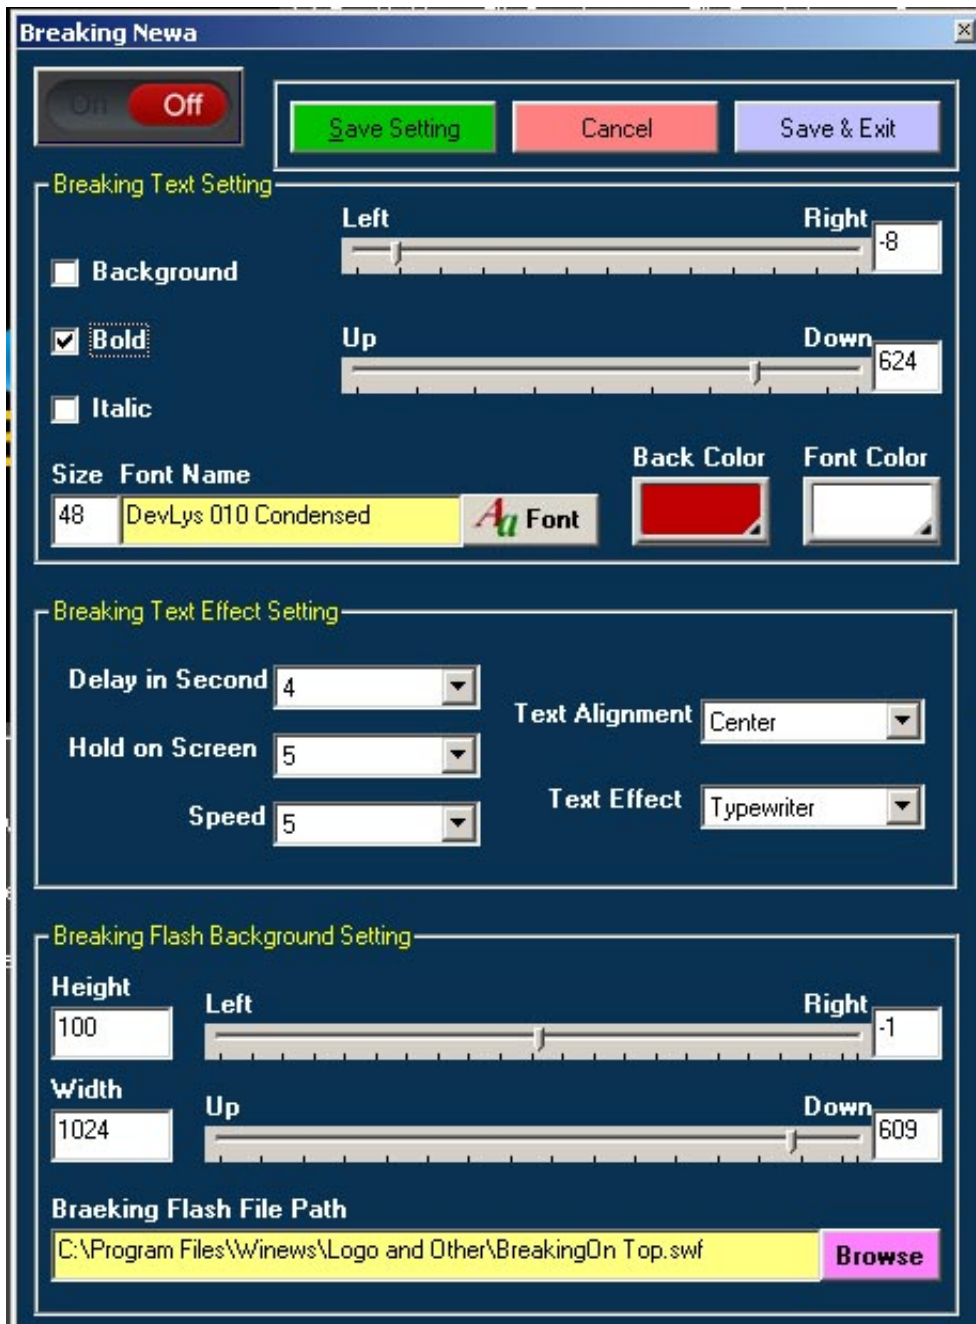 Breaking Newa
On Off
Save Setting Cancel Save & Exit
Breaking Text Setting
Left Right -8
Background
Bold
Up Down 624
Italic
Size Font Name Back Color Font Color
48 DevLys 010 Condensed Aa Font
Breaking Text Effect Setting
Delay in Second 4
Text Alignment Center
Hold on Screen 5
Text Effect Typewriter
Speed 5
Breaking Flash Background Setting
Height
100 Left Right -1
Width
1024 Up Down 609
Braeking Flash File Path
C:\Program Files\Winews\Logo and Other\BreakingOn Top.swf Browse